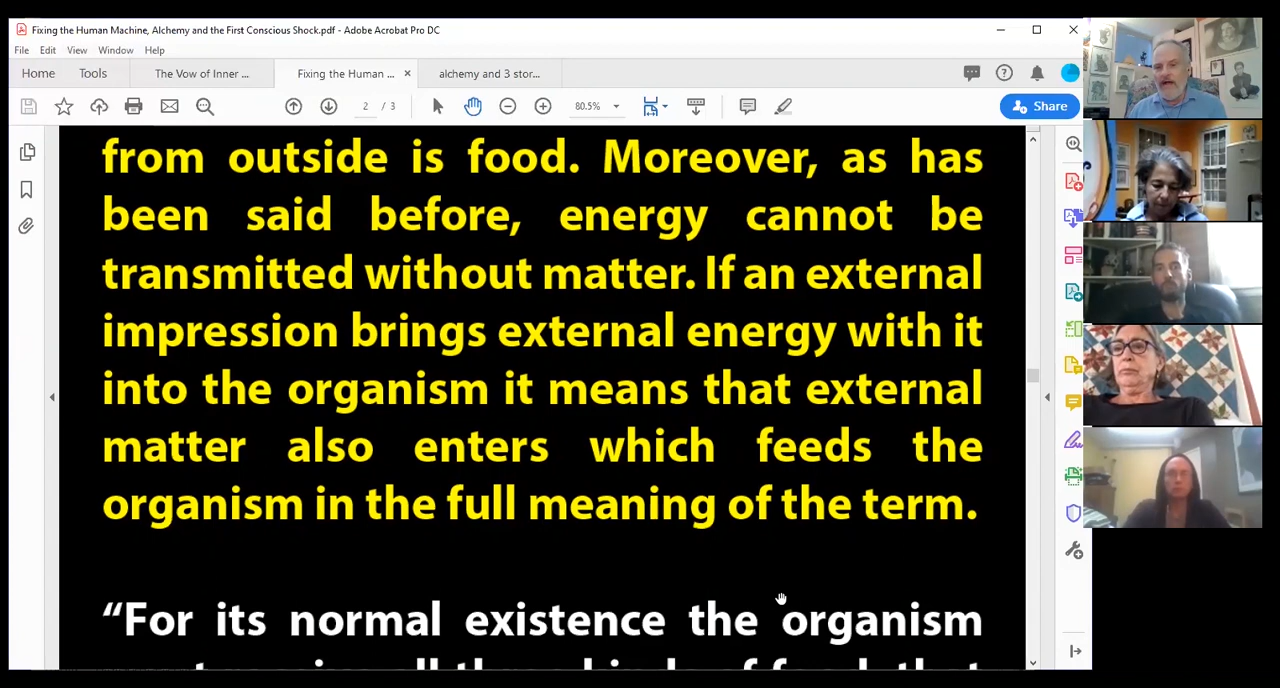 Fixing the Human Machine, Alchemy and the First Conscious Shock.pdf - Adobe Acrobat Pro DC
File Edit View Window Help
Home Tools The Vow of Inner ... Fixing the Human ... × alchemy and 3 stor...
2 / 3 80.5% Share
from outside is food. Moreover, as has
been said before, energy cannot be
transmitted without matter. If an external
impression brings external energy with it
into the organism it means that external
matter also enters which feeds the
organism in the full meaning of the term.
“For its normal existence the organism